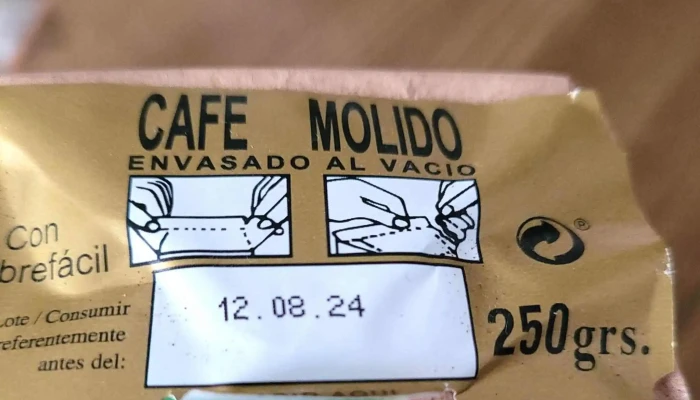 CAFE MOLIDO
ENVASADO AL VACIO
Con
brefácil
Lote / Consumir
referentemente
antes del:
12.08.24
250grs.
®